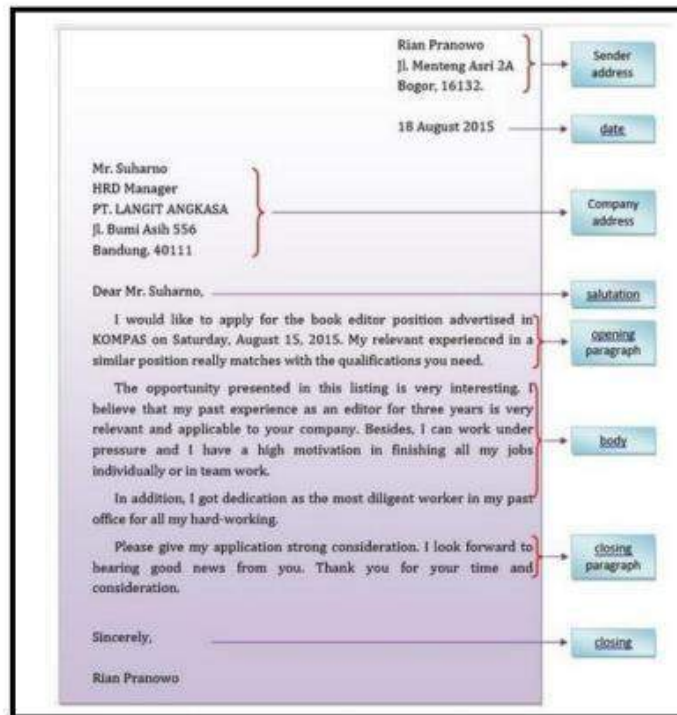 Rian Pranowo
Jl. Menteng Asri 2A
Bogor, 16132.
Sender
address
18 August 2015
date
Mr. Suharno
HRD Manager
PT. LANGIT ANGKASA
Jl. Bumi Asih 556
Bandung, 40111
Company
address
Dear Mr. Suharno,
salutation
I would like to apply for the book editor position advertised in
KOMPAS on Saturday, August 15, 2015. My relevant experienced in a
similar position really matches with the qualifications you need.
opening
paragraph
The opportunity presented in this listing is very interesting. I
believe that my past experience as an editor for three years is very
relevant and applicable to your company. Besides, I can work under
pressure and I have a high motivation in finishing all my jobs
individually or in team work.
body
In addition, I got dedication as the most diligent worker in my past
office for all my hard-working.
Please give my application strong consideration. I look forward to
hearing good news from you. Thank you for your time and
consideration.
closing
paragraph
Sincerely,
closing
Rian Pranowo